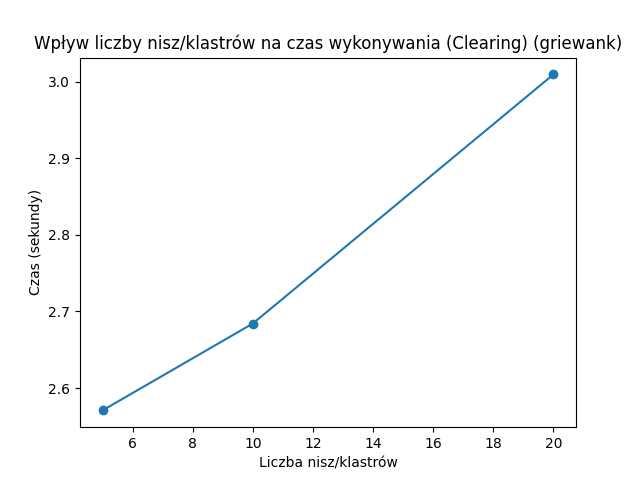 Wpływ liczby nisz/klastrów na czas wykonywania (Clearing) (griewank)
3.0
2.9
2.8
2.7
2.6
Czas (sekundy)
6 8 10 12 14 16 18 20
Liczba nisz/klastrów